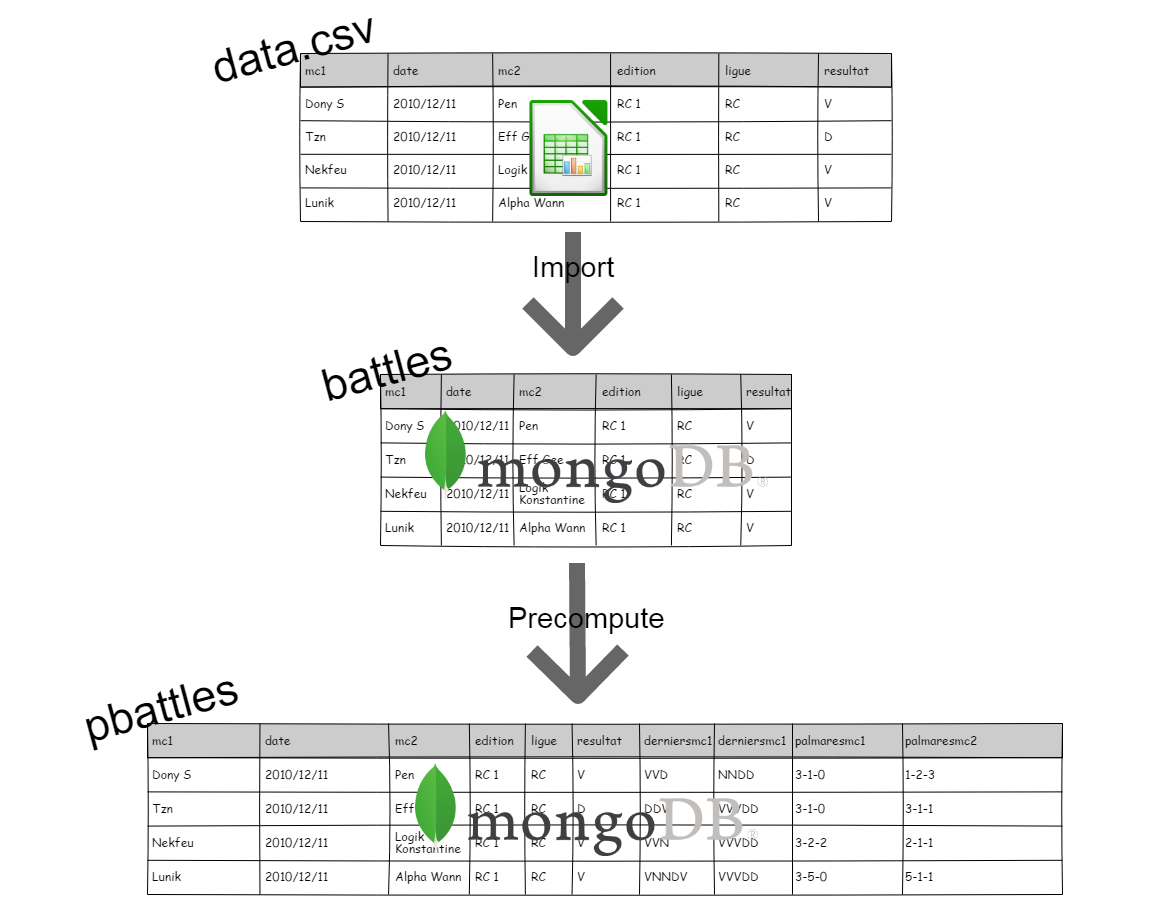 data.csv
mc1 date mc2 edition ligue resultat
Dony S 2010/12/11 Pen RC 1 RC V
Tzn 2010/12/11 Eff G RC 1 RC D
Nekfeu 2010/12/11 Logik RC 1 RC V
Lunik 2010/12/11 Alpha Wann RC 1 RC V
Import
battles
mc1 date mc2 edition ligue resultat
Dony S 2010/12/11 Pen RC 1 RC V
Tzn 2010/12/11 Eff Gee RC 1 RC D
mongoDB®
Nekfeu 2010/12/11 Logik Konstantine RC 1 RC V
Lunik 2010/12/11 Alpha Wann RC 1 RC V
Precompute
pbattles
mc1 date mc2 edition ligue resultat derniersmc1 derniersmc1 palmaresmc1 palmaresmc2
Dony S 2010/12/11 Pen RC 1 RC V VVD NNDD 3-1-0 1-2-3
Tzn 2010/12/11 Eff RC 1 RC D DDV VVVDD 3-1-0 3-1-1
mongoDB®
Nekfeu 2010/12/11 Logik Konstantine RC 1 RC V VVN VVVDD 3-2-2 2-1-1
Lunik 2010/12/11 Alpha Wann RC 1 RC V VNNDV VVVDD 3-5-0 5-1-1